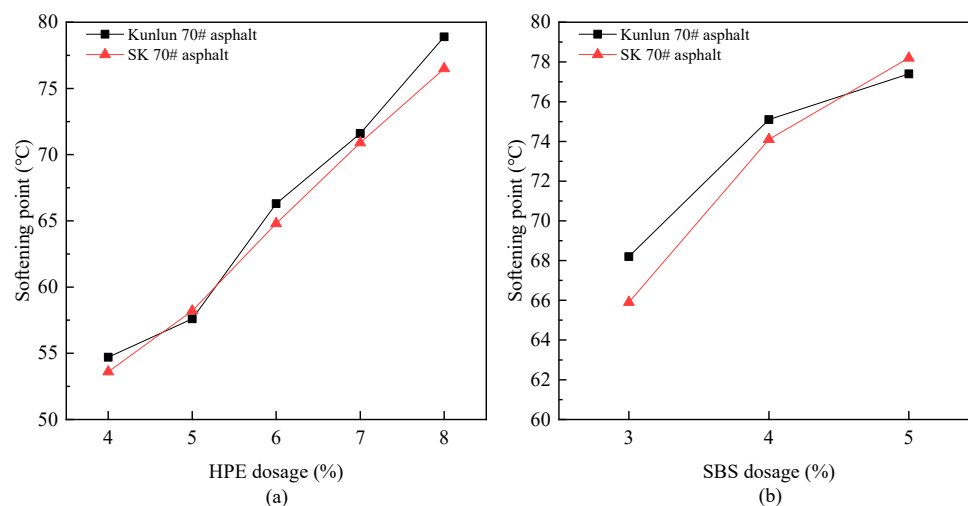 Kunlun 70# asphalt
SK 70# asphalt
Softening point (℃)
80
75
70
65
60
55
50
4 5 6 7 8
HPE dosage (%)
(a)
Kunlun 70# asphalt
SK 70# asphalt
Softening point (℃)
80
78
76
74
72
70
68
66
64
62
60
3 4 5
SBS dosage (%)
(b)